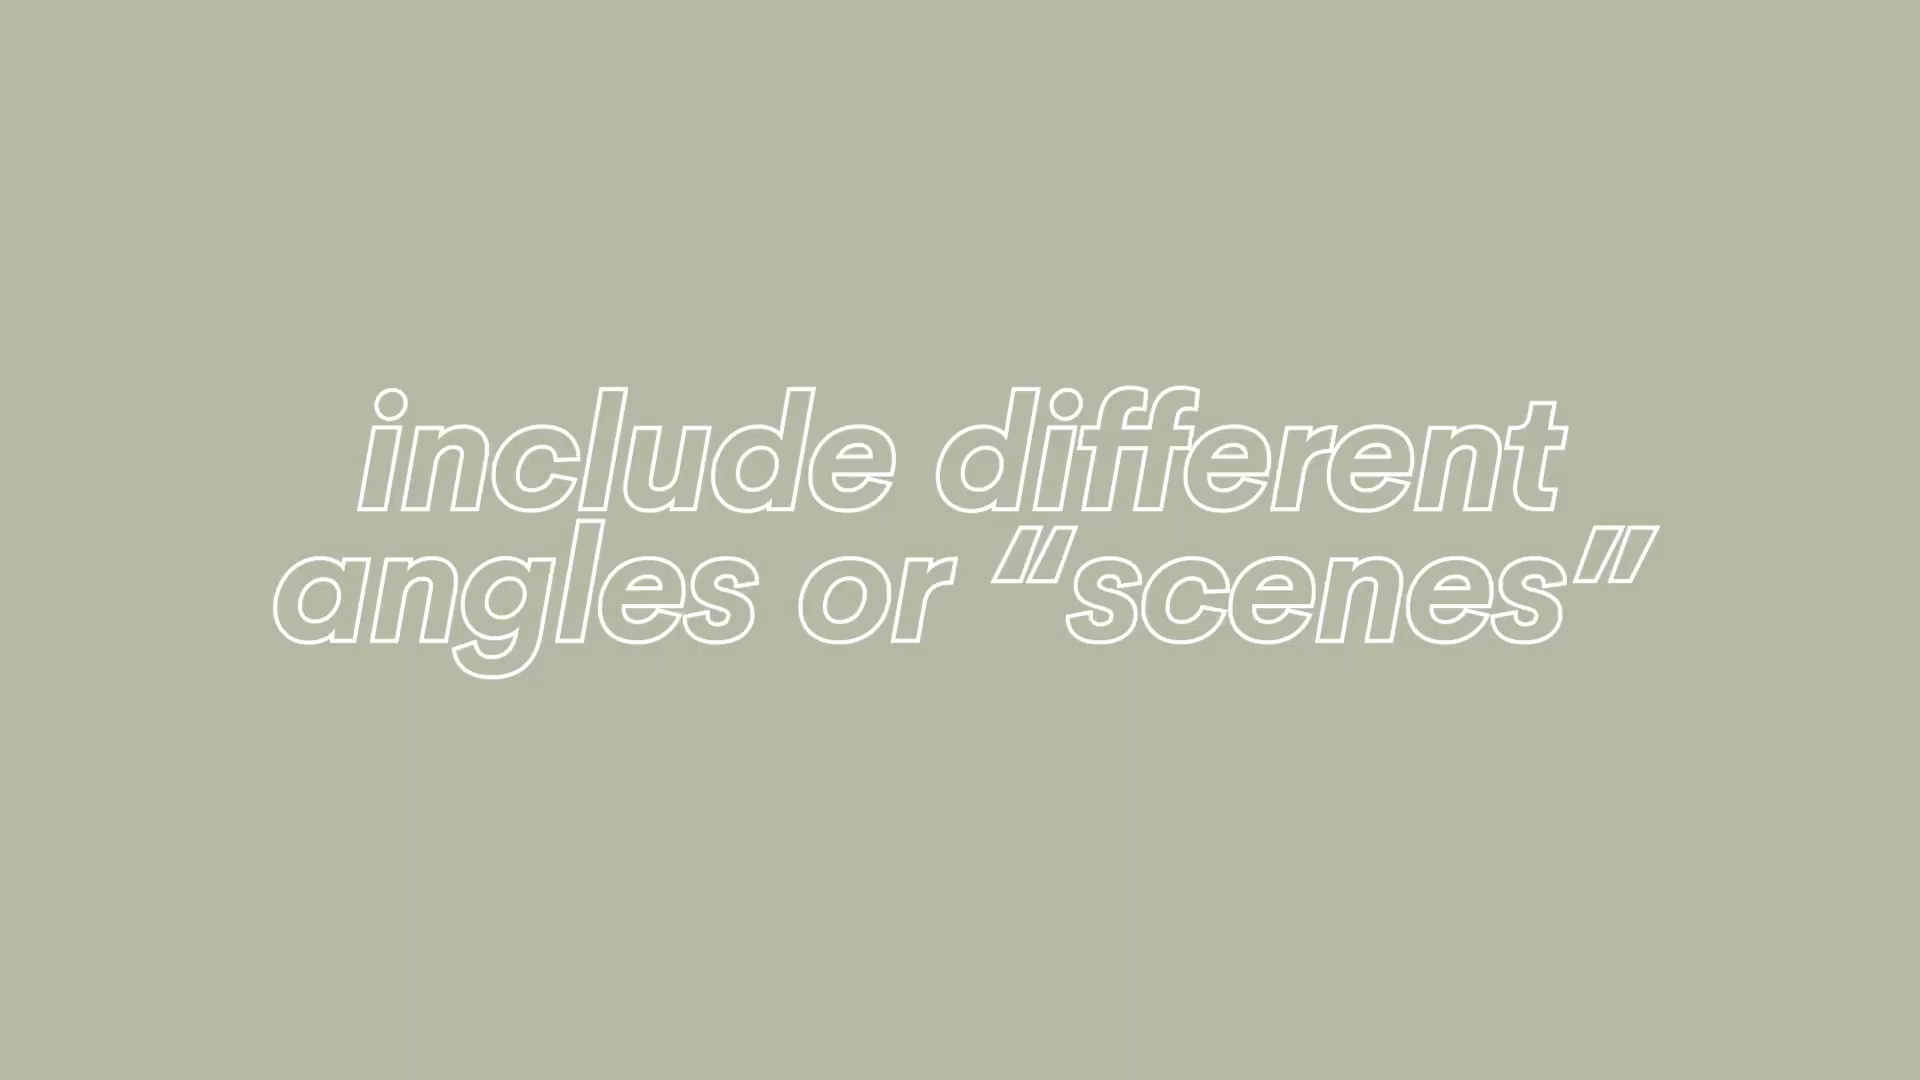 include different
angles or “scenes”